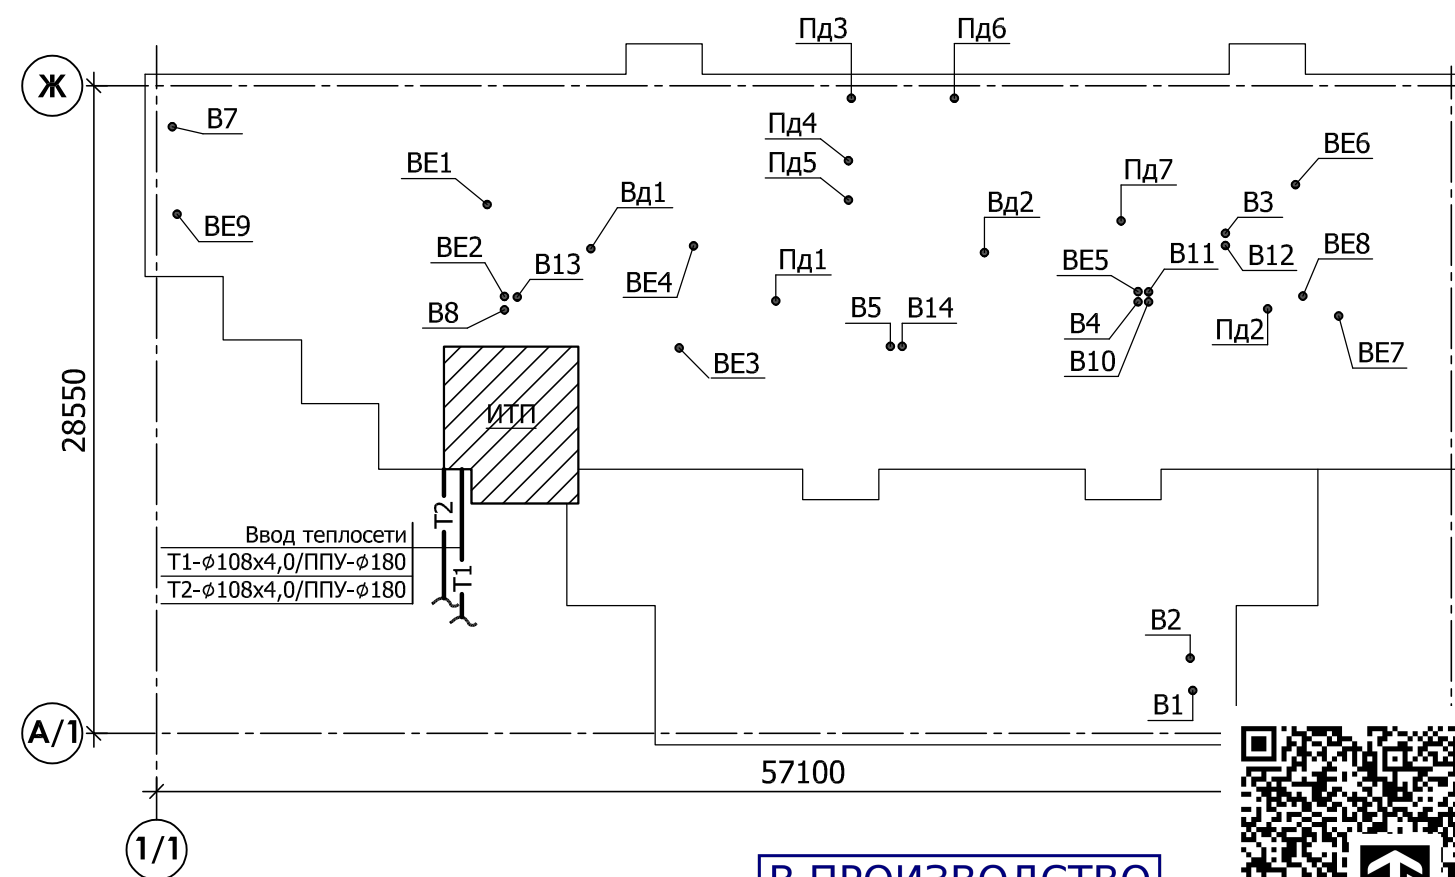 Пд3
Пд6
Ж
В7
Пд4
ВЕ1
Пд5
ВЕ6
Пд7
Вд1
Вд2
В3
ВЕ9
ВЕ2
В13
ВЕ4
Пд1
ВЕ5
В11
В12
ВЕ8
В8
В5
В14
В4
Пд2
В10
ВЕ3
ВЕ7
28550
ИТП
Т2
Ввод теплосети
Т1-ϕ108х4,0/ППУ-ϕ180
Т2-ϕ108х4,0/ППУ-ϕ180
Т1
В2
В1
А/1
57100
1/1
В ПРОИЗВОДСТВО